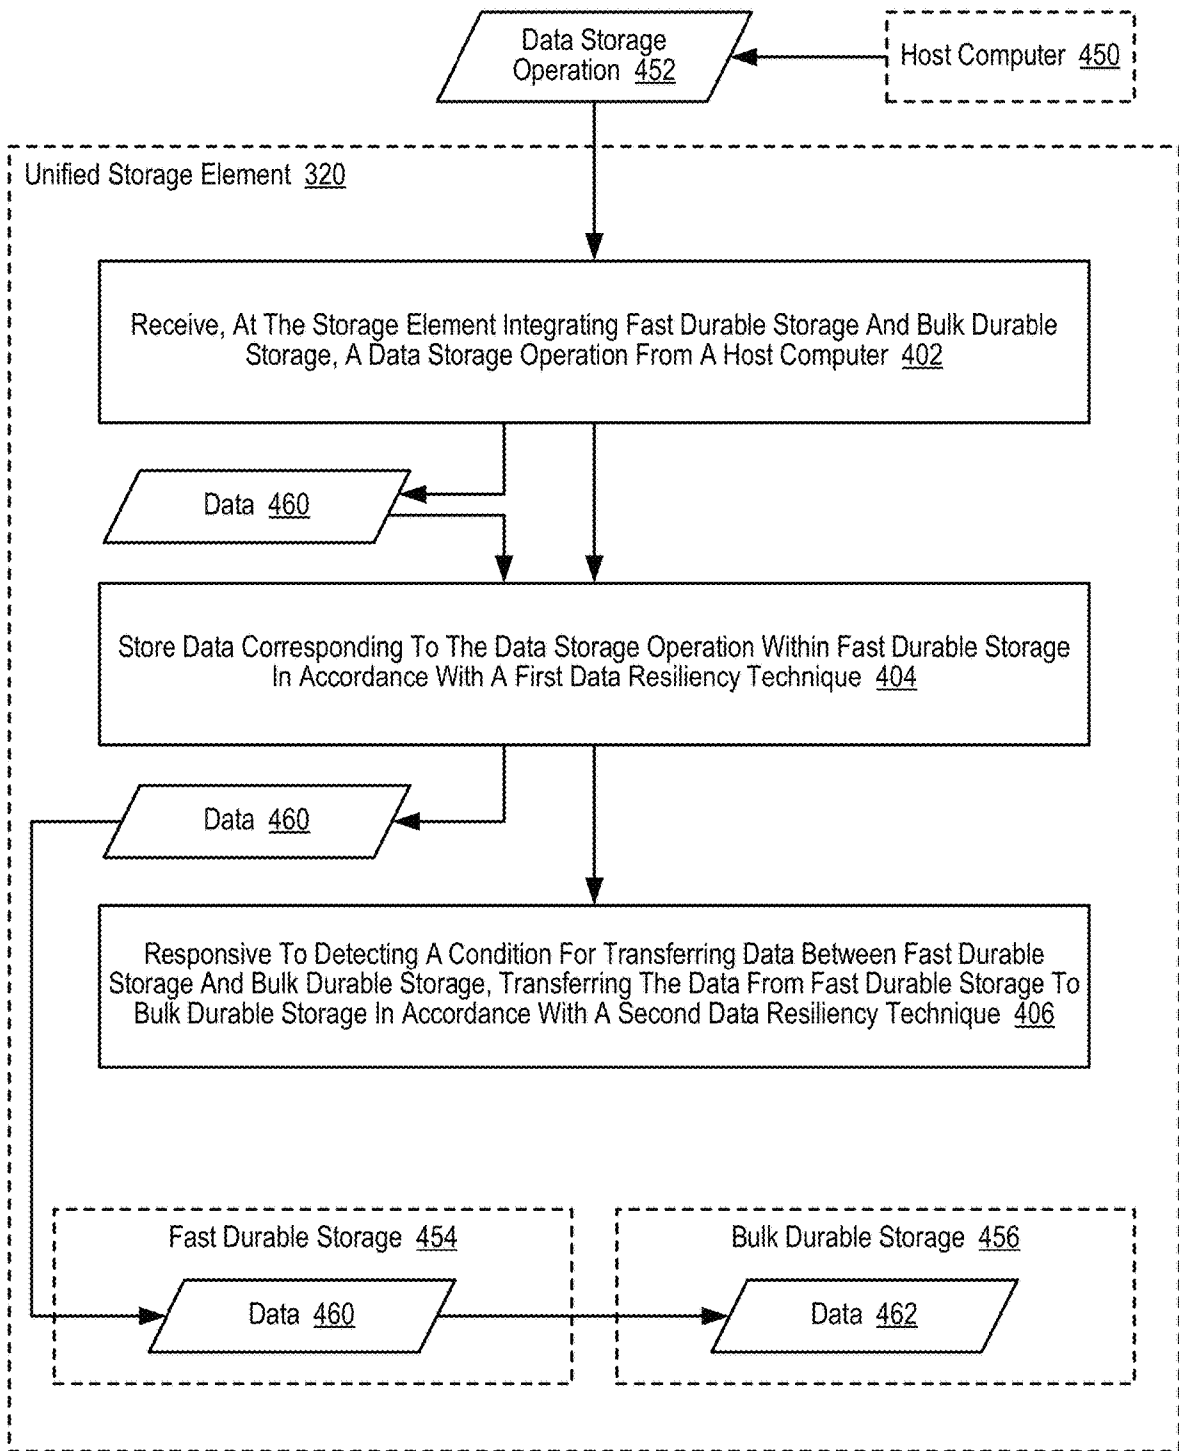 Data Storage
Operation 452
Host Computer 450
Unified Storage Element 320
Receive, At The Storage Element Integrating Fast Durable Storage And Bulk Durable
Storage, A Data Storage Operation From A Host Computer 402
Data 460
Store Data Corresponding To The Data Storage Operation Within Fast Durable Storage
In Accordance With A First Data Resiliency Technique 404
Data 460
Responsive To Detecting A Condition For Transferring Data Between Fast Durable
Storage And Bulk Durable Storage, Transferring The Data From Fast Durable Storage To
Bulk Durable Storage In Accordance With A Second Data Resiliency Technique 406
Fast Durable Storage 454
Data 460
Bulk Durable Storage 456
Data 462